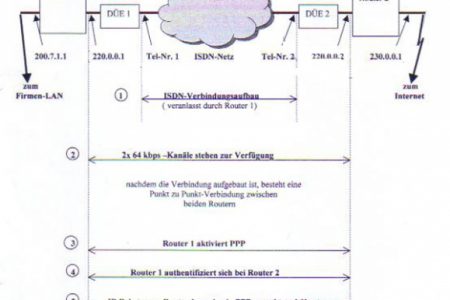 DÜE 1
DÜE 2
200.7.1.1
220.0.0.1
Tel-Nr. 1
ISDN-Netz
Tel-Nr. 2
220.0.0.2
230.0.0.1
zum
Firmen-LAN
zum
Internet
1
ISDN-Verbindungsaufbau
( veranlasst durch Router 1)
2
2x 64 kbps –Kanäle stehen zur Verfügung
nachdem die Verbindung aufgebaut ist, besteht eine
Punkt zu Punkt-Verbindung zwischen
beiden Routern
3
Router 1 aktiviert PPP
4
Router 1 authentifiziert sich bei Router 2